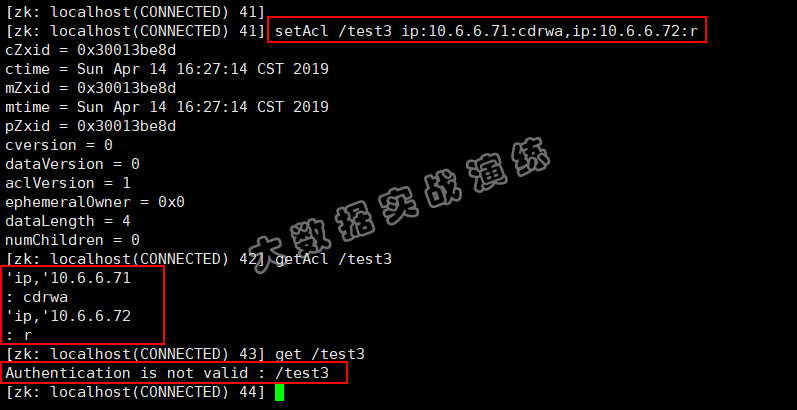 [zk: localhost(CONNECTED) 41]
[zk: localhost(CONNECTED) 41] setAcl /test3 ip:10.6.6.71:cdrwa,ip:10.6.6.72:r
cZxid = 0x30013be8d
ctime = Sun Apr 14 16:27:14 CST 2019
mZxid = 0x30013be8d
mtime = Sun Apr 14 16:27:14 CST 2019
pZxid = 0x30013be8d
cversion = 0
dataVersion = 0
aclVersion = 1
ephemeralOwner = 0x0
dataLength = 4
numChildren = 0
[zk: localhost(CONNECTED) 42] getAcl /test3
'ip,'10.6.6.71
: cdrwa
'ip,'10.6.6.72
: r
[zk: localhost(CONNECTED) 43] get /test3
Authentication is not valid : /test3
[zk: localhost(CONNECTED) 44]
大数据实战演练